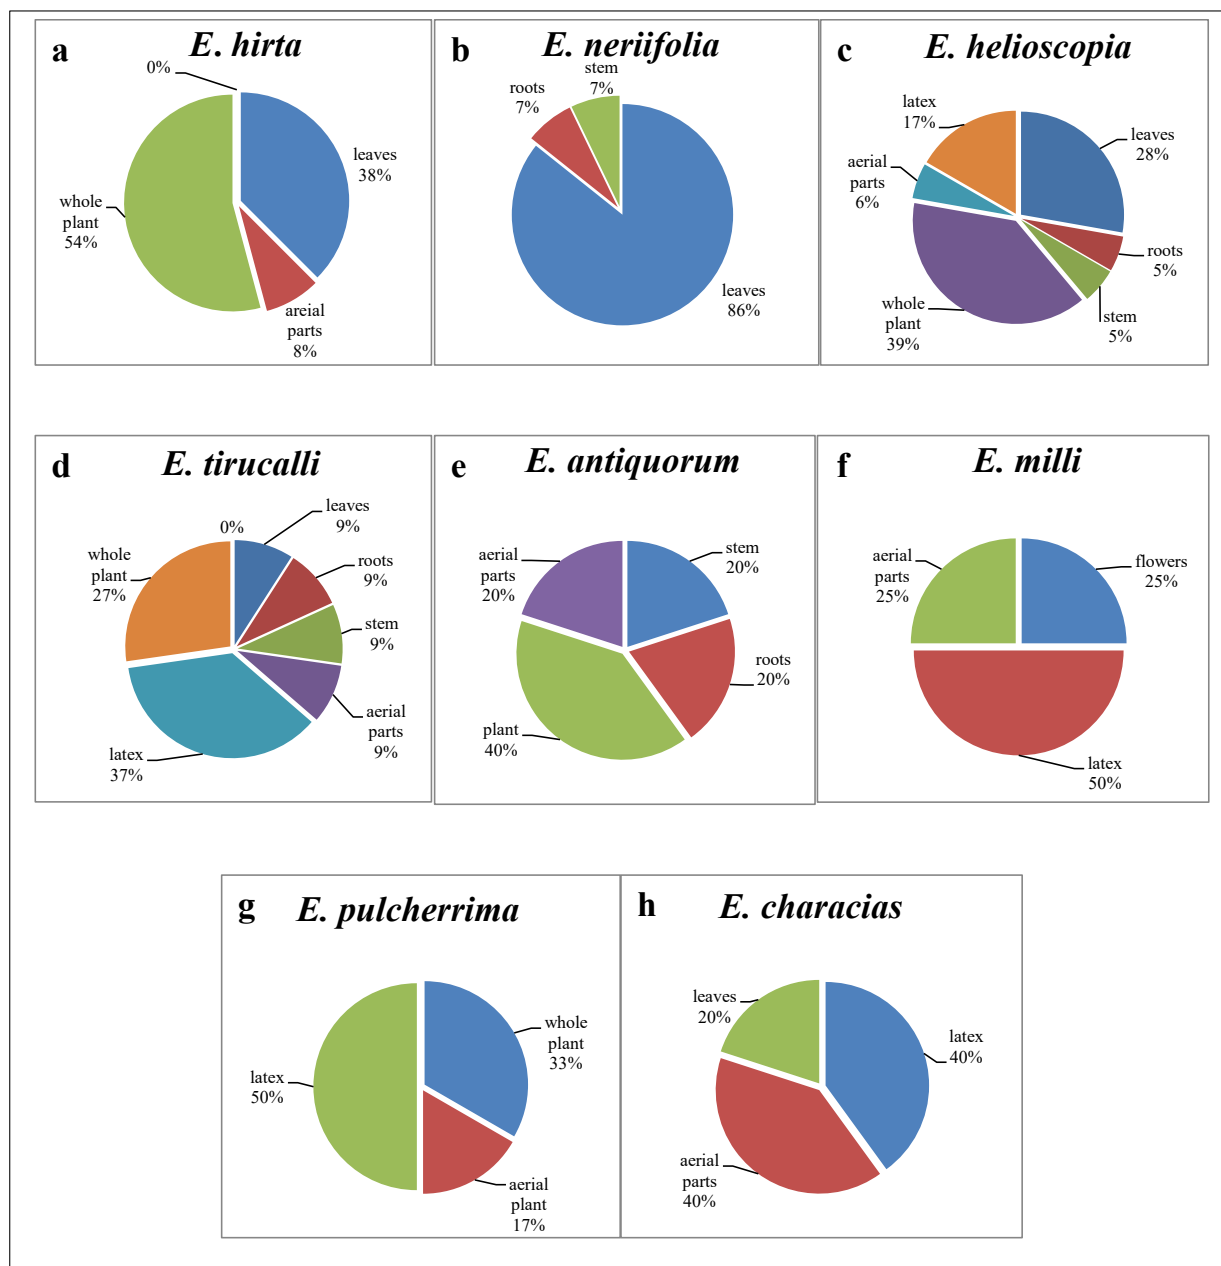 a
E. hirta
0%
leaves
38%
whole
plant
54%
areial
parts
8%
b
E. neriifolia
stem
7%
roots
7%
leaves
86%
c
E. helioscopia
latex
17%
leaves
28%
aerial
parts
6%
roots
5%
whole
plant
39%
stem
5%
d
E. tirucalli
leaves
9%
0%
whole
plant
27%
roots
9%
stem
9%
aerial
parts
9%
latex
37%
e
E. antiquorum
aerial
parts
20%
stem
20%
roots
20%
plant
40%
f
E. milli
aerial
parts
25%
flowers
25%
latex
50%
g
E. pulcherrima
whole
plant
33%
latex
50%
aerial
plant
17%
h
E. characias
leaves
20%
latex
40%
aerial
parts
40%